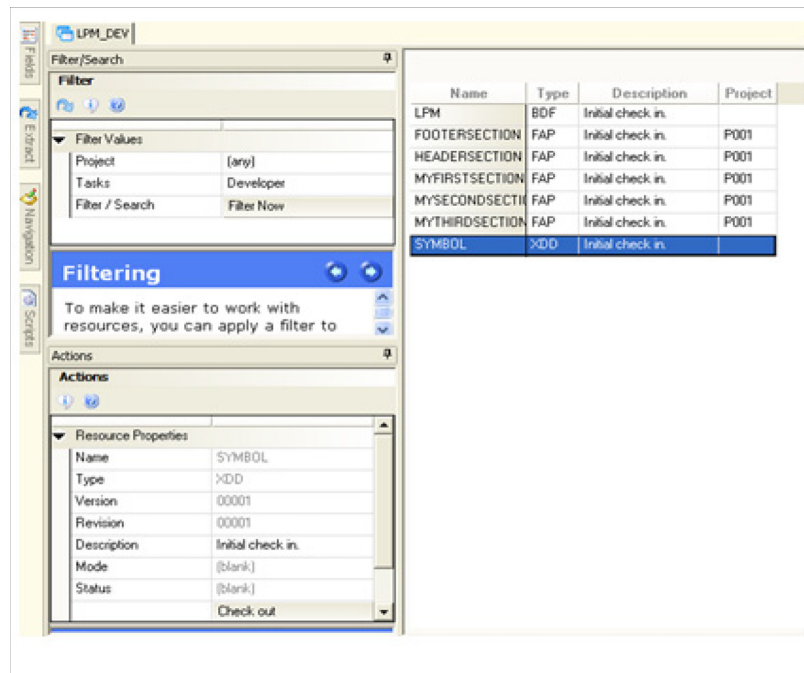 LPM_DEV
Fields
Extract
Navigation
Scripts
Filter/Search
Filter
Filter Values
Project (any)
Tasks Developer
Filter / Search Filter Now
Filtering
To make it easier to work with
resources, you can apply a filter to
Actions
Actions
Resource Properties
Name SYMBOL
Type XDD
Version 00001
Revision 00001
Description Initial check in.
Mode (blank)
Status (blank)
Check out
Name Type Description Project
LPM BDF Initial check in.
FOOTERSECTION FAP Initial check in. P001
HEADERSECTION FAP Initial check in. P001
MYFIRSTSECTION FAP Initial check in. P001
MYSECONDSECTI FAP Initial check in. P001
MYTHIRDSECTION FAP Initial check in. P001
SYMBOL XDD Initial check in.